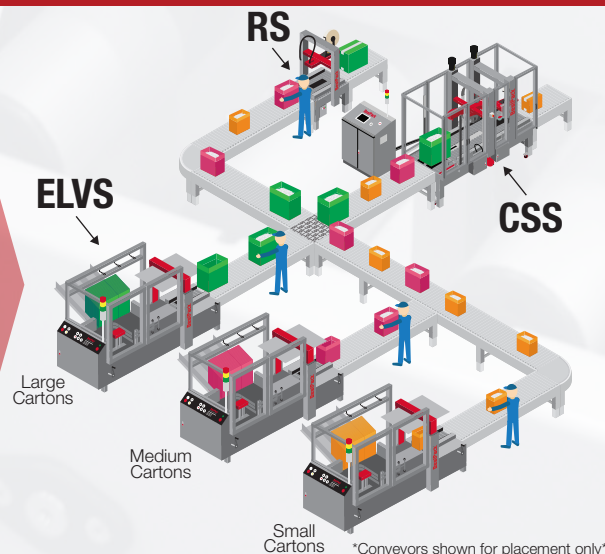 RS
ELVS
CSS
Large
Cartons
Medium
Cartons
Small
Cartons
*Conveyors shown for placement only*